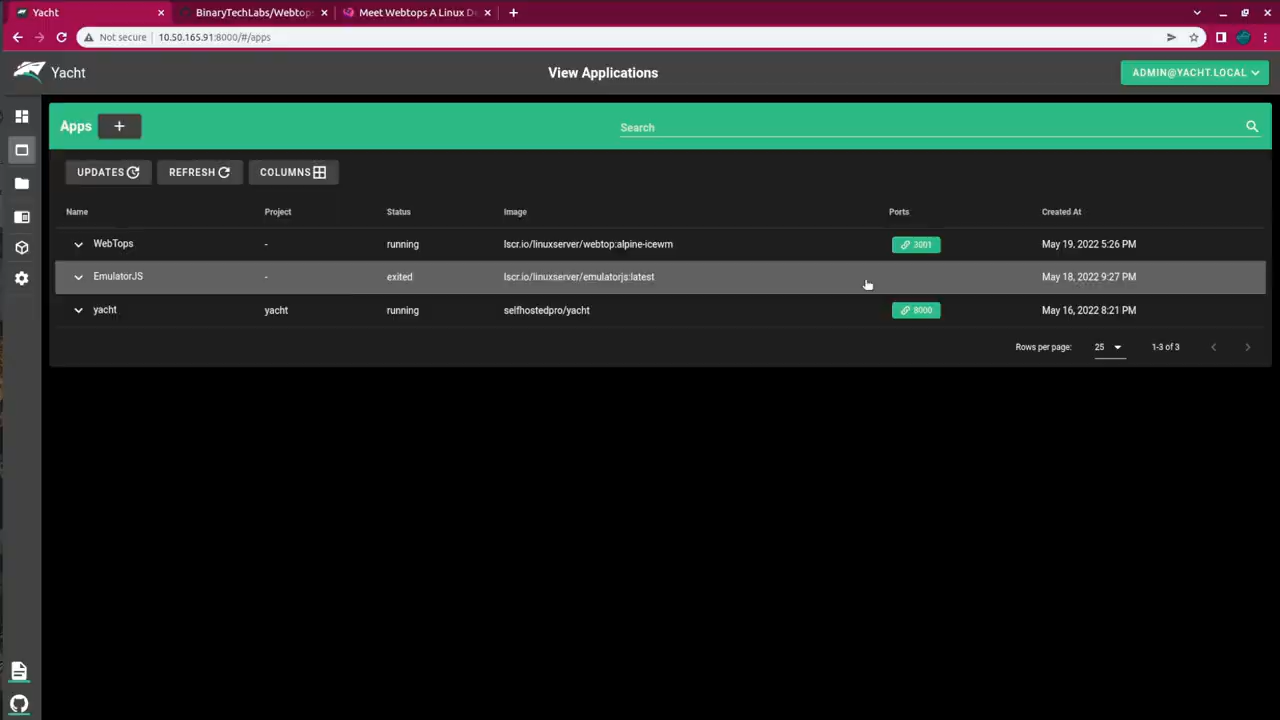 Yacht
BinaryTechLabs/Webtops
Meet Webtops A Linux De
Not secure
10.50.165.91:8000/#/apps
Yacht
View Applications
ADMIN@YACHT.LOCAL
Apps
Search
UPDATES
REFRESH
COLUMNS
Name Project Status Image Ports Created At
WebTops - running lscr.io/linuxserver/webtop:alpine-icewm 3001 May 19, 2022 5:26 PM
EmulatorJS - exited lscr.io/linuxserver/emulatorjs:latest May 18, 2022 9:27 PM
yacht yacht running selfhostedpro/yacht 8000 May 16, 2022 8:21 PM
Rows per page: 25 1-3 of 3